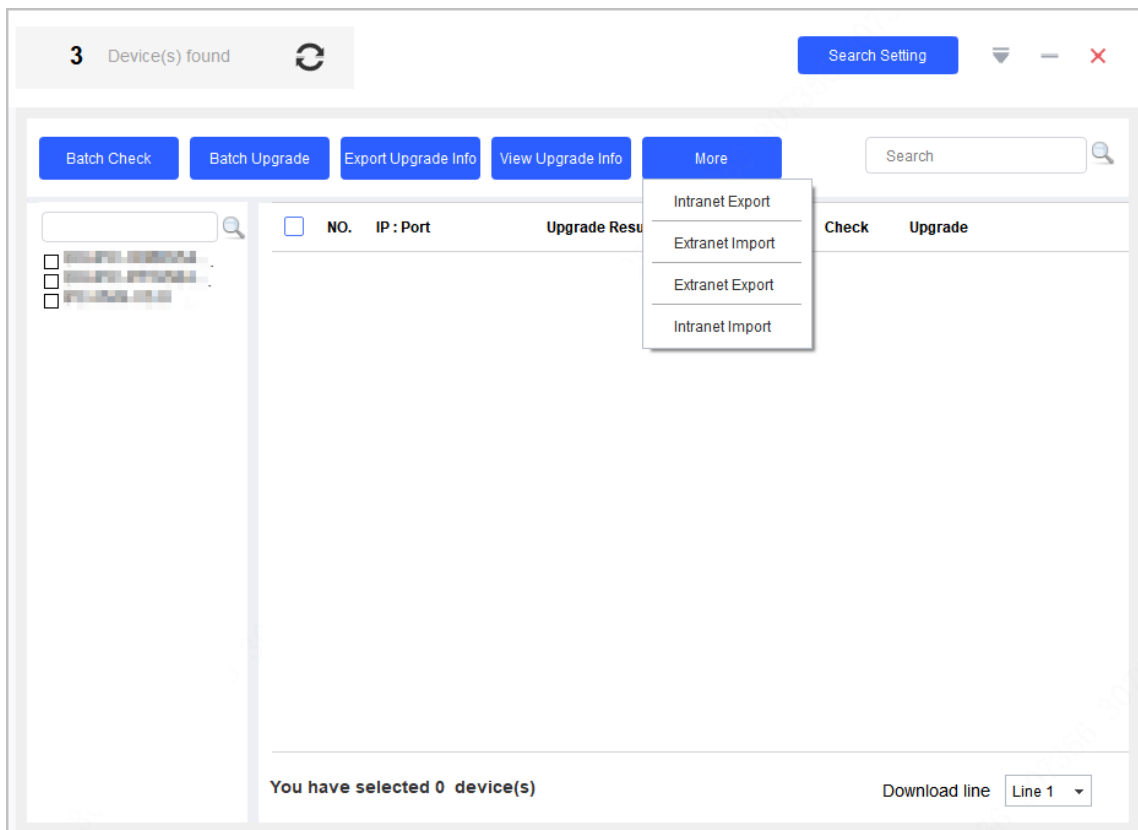 3 Device(s) found
Search Setting
Batch Check
Batch Upgrade
Export Upgrade Info
View Upgrade Info
More
Search
Intranet Export
Extranet Import
Extranet Export
Intranet Import
NO. IP : Port Upgrade Resu Check Upgrade
You have selected 0 device(s)
Download line Line 1